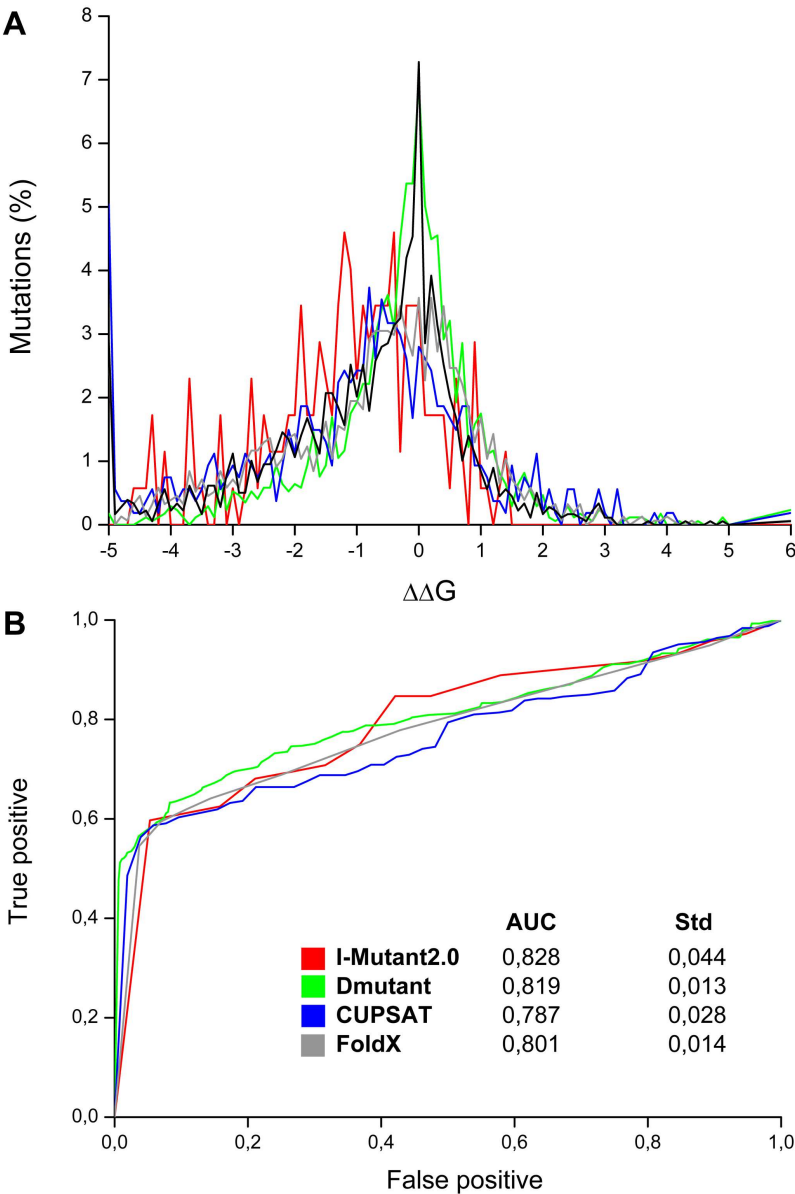 A
8
7
6
5
4
3
2
1
0
Mutations (%)
-5 -4 -3 -2 -1 0 1 2 3 4 5 6
ΔΔG
B
1,0
0,8
0,6
0,4
0,2
0,0
True positive
AUC Std
I-Mutant2.0 0,828 0,044
Dmutant 0,819 0,013
CUPSAT 0,787 0,028
FoldX 0,801 0,014
0,0 0,2 0,4 0,6 0,8 1,0
False positive